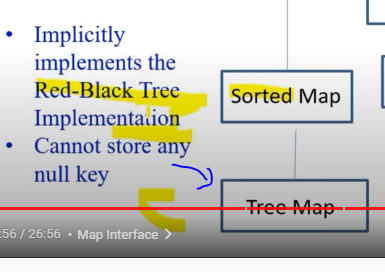 • Implicitly
implements the
Red-Black Tree
Implementation
• Cannot store any
null key
Sorted Map
Tree Map
:56 / 26:56 • Map Interface >